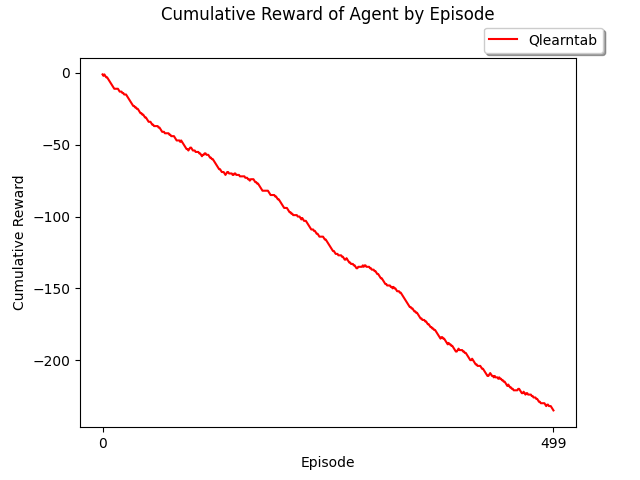 Cumulative Reward of Agent by Episode
Qlearntab
0
−50
−100
−150
−200
Cumulative Reward
0
499
Episode